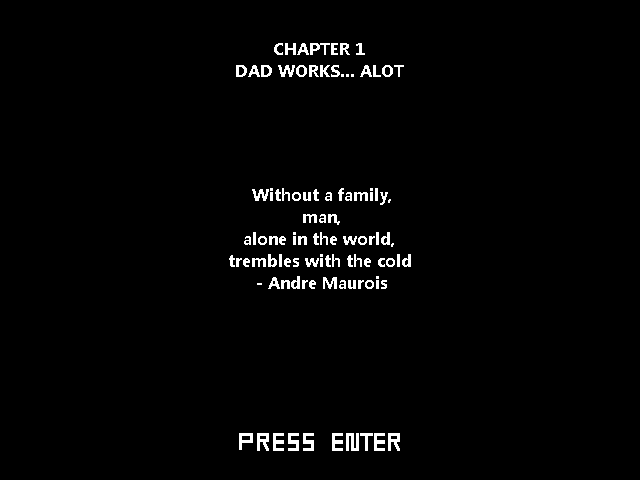 CHAPTER 1
DAD WORKS... ALOT
Without a family,
man,
alone in the world,
trembles with the cold
- Andre Maurois
PRESS ENTER